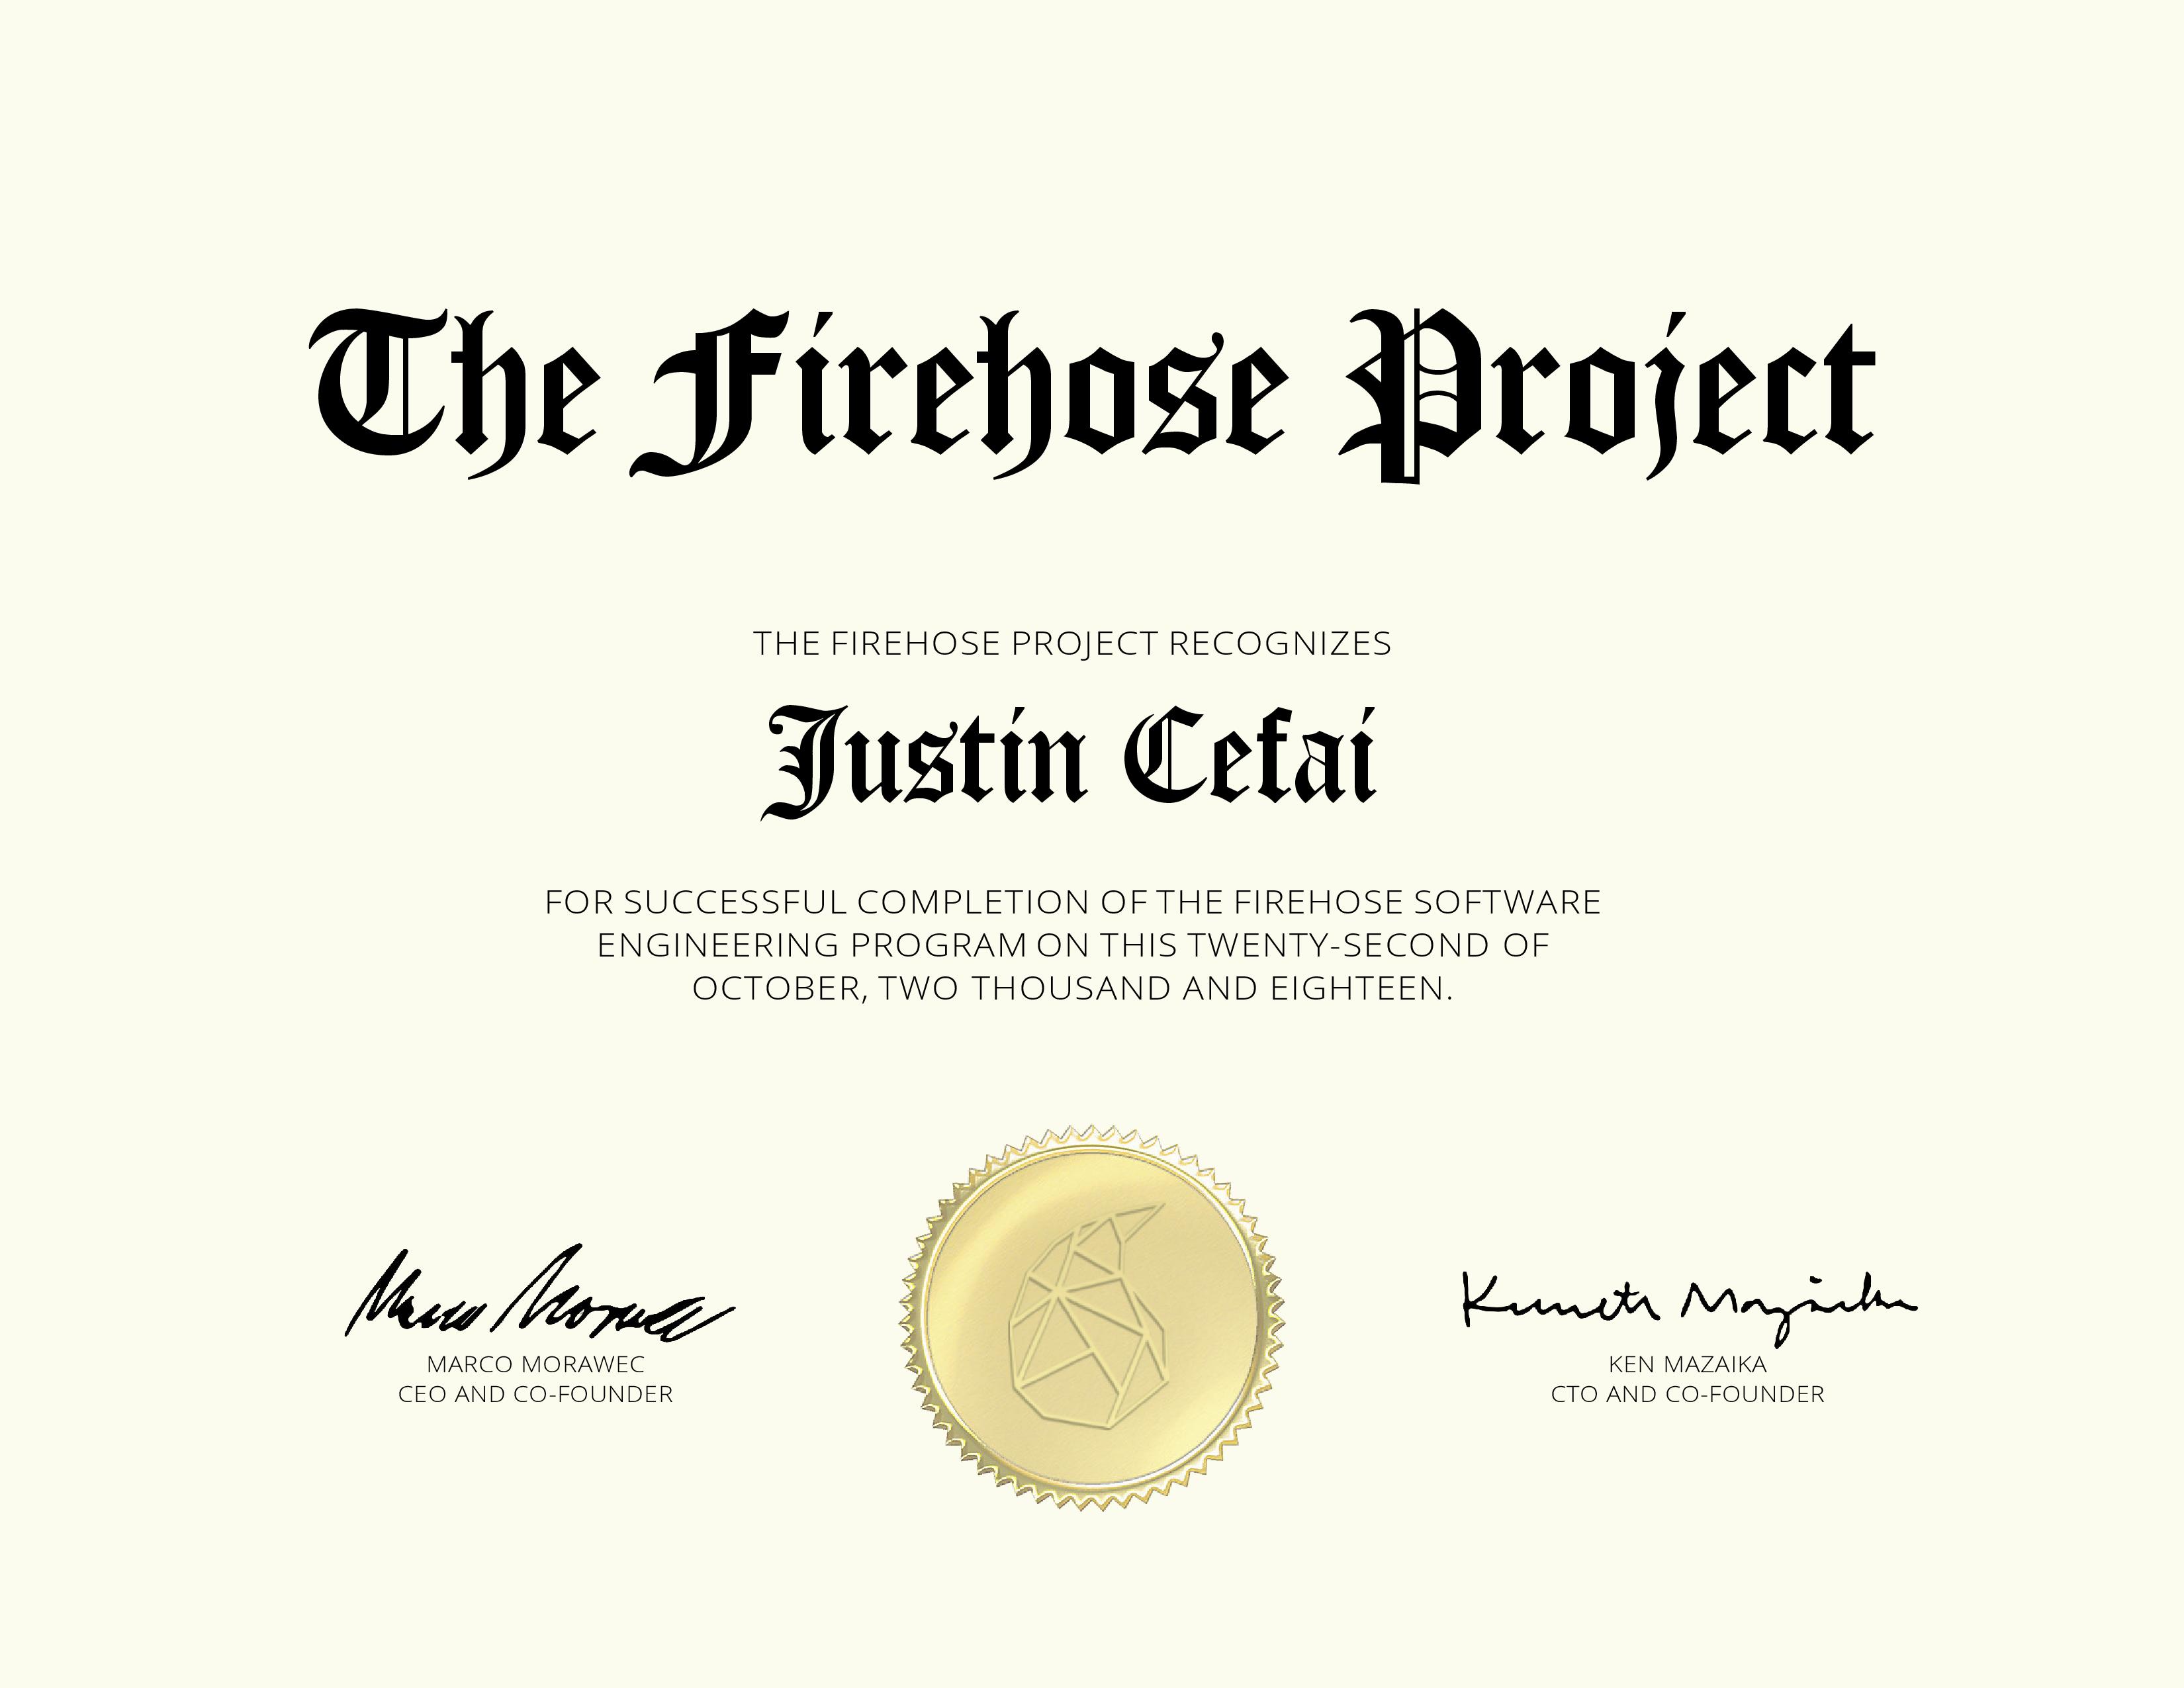 The Firehose Project
THE FIREHOSE PROJECT RECOGNIZES
Justin Cefai
FOR SUCCESSFUL COMPLETION OF THE FIREHOSE SOFTWARE
ENGINEERING PROGRAM ON THIS TWENTY-SECOND OF
OCTOBER, TWO THOUSAND AND EIGHTEEN.
Marco Morawec
Kenneth Mazaika
MARCO MORAWEC
KEN MAZAIKA
CEO AND CO-FOUNDER
CTO AND CO-FOUNDER